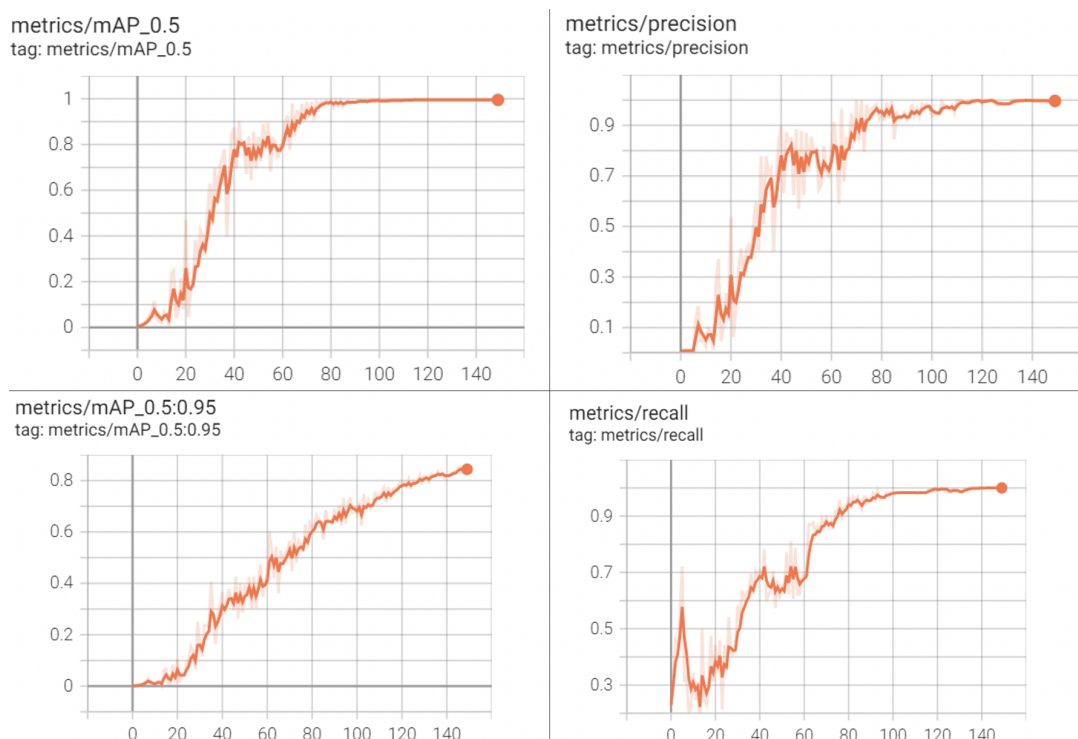 metrics/mAP_0.5
tag: metrics/mAP_0.5
1
0.8
0.6
0.4
0.2
0
0 20 40 60 80 100 120 140
metrics/precision
tag: metrics/precision
0.9
0.7
0.5
0.3
0.1
0 20 40 60 80 100 120 140
metrics/mAP_0.5:0.95
tag: metrics/mAP_0.5:0.95
0.8
0.6
0.4
0.2
0
0 20 40 60 80 100 120 140
metrics/recall
tag: metrics/recall
0.9
0.7
0.5
0.3
0 20 40 60 80 100 120 140